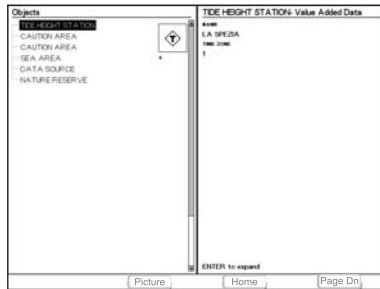 Objects
TIDE HEIGHT STATION
CAUTION AREA
CAUTION AREA
SEA AREA
DATA SOURCE
NATURE RESERVE
T
TIDE HEIGHT STATION- Value Added Data
NAME
LA SPEZIA
TIME ZONE
1
ENTER to expand
Picture
Home
Page Dn